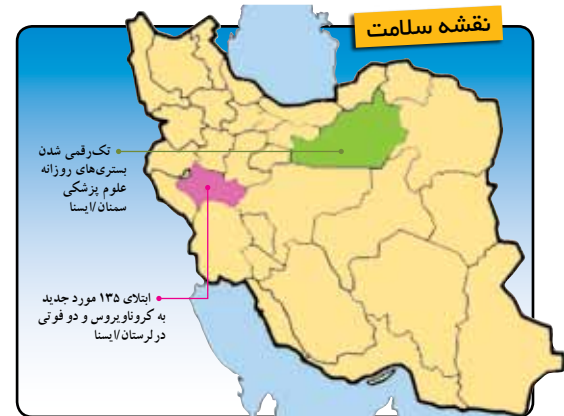 نقشه سلامت
تک‌رقمی شدن
بستری‌های روزانه
علوم پزشکی
سمنان/ایسنا
ابتلای ۱۳۵ مورد جدید
به کروناویروس و دو فوتی
در لرستان/ایسنا